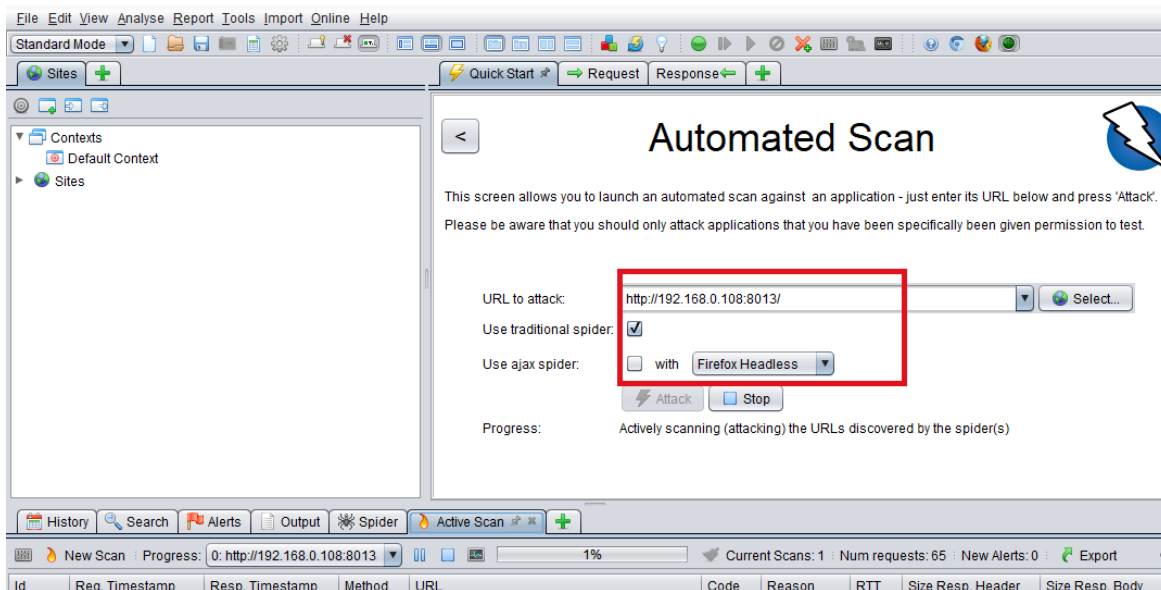 File Edit View Analyse Report Tools Import Online Help
Standard Mode
Sites
Quick Start Request Response
Contexts
Default Context
Sites
<
Automated Scan
This screen allows you to launch an automated scan against an application - just enter its URL below and press 'Attack'.
Please be aware that you should only attack applications that you have been specifically been given permission to test.
URL to attack: http://192.168.0.108:8013/ Select...
Use traditional spider:
Use ajax spider: with Firefox Headless
Attack Stop
Progress: Actively scanning (attacking) the URLs discovered by the spider(s)
History Search Alerts Output Spider Active Scan
New Scan Progress: 0: http://192.168.0.108:8013 1% Current Scans: 1 Num requests: 65 New Alerts: 0 Export
Id Req. Timestamp Resp. Timestamp Method URL Code Reason RTT Size Resp. Header Size Resp. Body